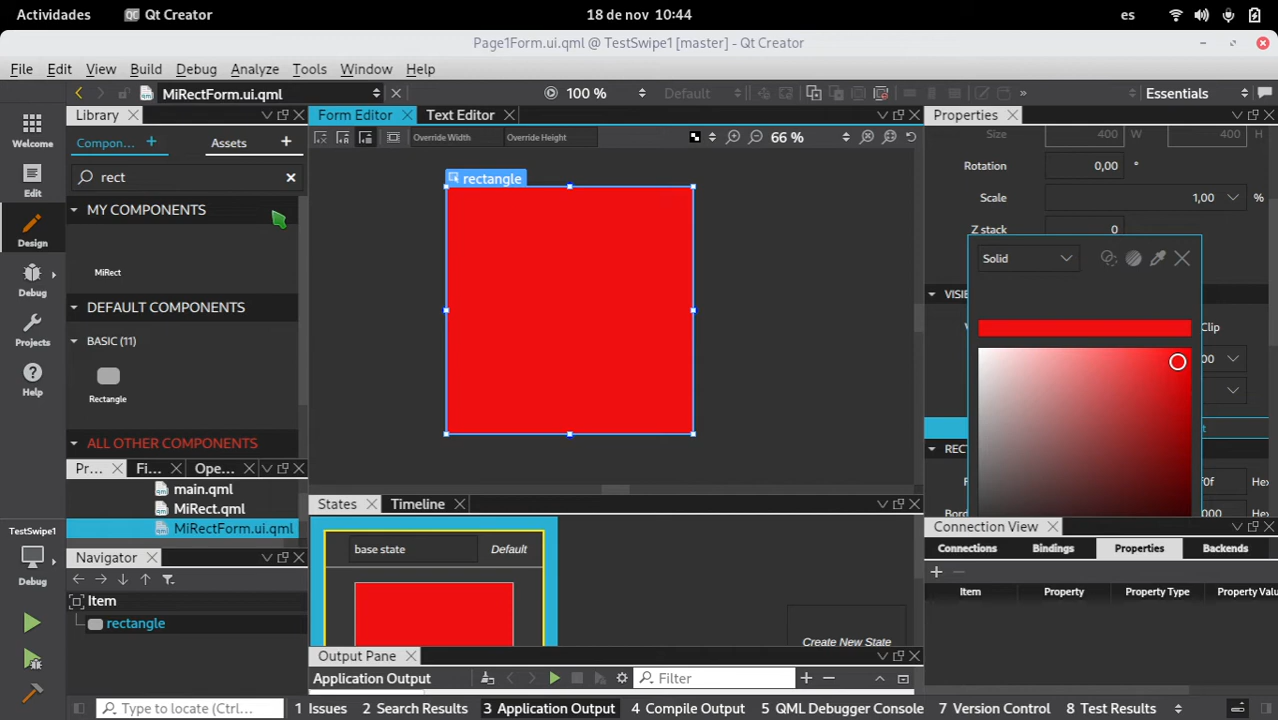 Actividades Qt Creator 18 de nov 10:44 es
Page1Form.ui.qml @ TestSwipe1 [master] - Qt Creator
File Edit View Build Debug Analyze Tools Window Help
MiRectForm.ui.qml 100 % Default » Essentials
Library Form Editor Text Editor Properties
Welcome
Compon... + Assets +
Override Width Override Height 66 %
Size 400 W 400 H
Rotation 0,00 °
Edit
rect
rectangle
Scale 1,00 %
MY COMPONENTS
Z stack 0
Design
MiRect
Solid
Debug
DEFAULT COMPONENTS
VISIB
Clip
Projects
BASIC (11)
00
Help
Rectangle
t
ALL OTHER COMPONENTS
REC
Pr... Fi... Ope...
F
f0f Hex
main.qml
MiRect.qml
States Timeline
Bor
000 Hex
TestSwipe1
MiRectForm.ui.qml
Connection View
base state Default
Connections Bindings Properties Backends
Navigator
Debug
Item Property Property Type Property Valu
Item
rectangle
Create New State
Output Pane
Application Output Filter
Type to locate (Ctrl... 1 Issues 2 Search Results 3 Application Output 4 Compile Output 5 QML Debugger Console 7 Version Control 8 Test Results